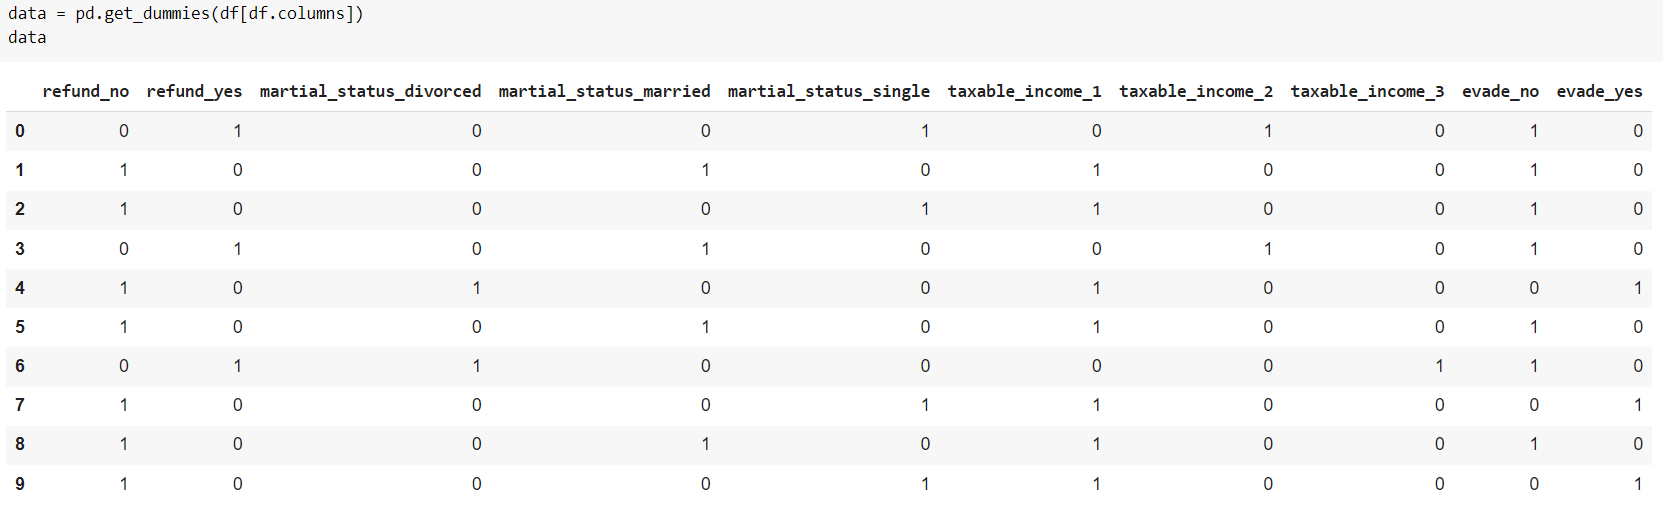 data = pd.get_dummies(df[df.columns])
data
refund_no refund_yes martial_status_divorced martial_status_married martial_status_single taxable_income_1 taxable_income_2 taxable_income_3 evade_no evade_yes
0 0 1 0 0 1 0 1 0 1 0
1 1 0 0 1 0 1 0 0 1 0
2 1 0 0 0 1 1 0 0 1 0
3 0 1 0 1 0 0 1 0 1 0
4 1 0 1 0 0 1 0 0 0 1
5 1 0 0 1 0 1 0 0 1 0
6 0 1 1 0 0 0 0 1 1 0
7 1 0 0 0 1 1 0 0 0 1
8 1 0 0 1 0 1 0 0 1 0
9 1 0 0 0 1 1 0 0 0 1